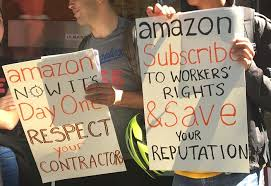 amazon
NOW IT'S
Day One
RESPECT
your
CONTRACTORS
amazon
Subscribe
TO WORKERS'
RIGHTS
& Save
YOUR
REPUTATION